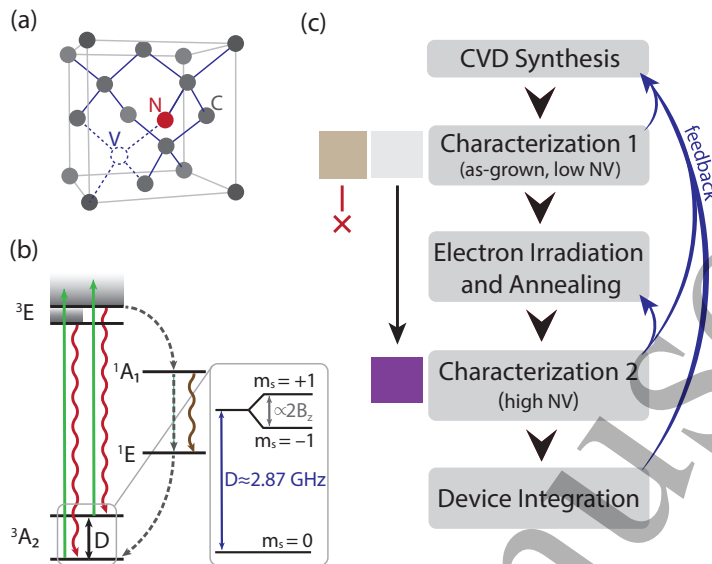 (a)
N
C
V
(b)
³E
¹A₁
¹E
³A₂
D
mₛ = +1
∝2B_z
mₛ = −1
D≈2.87 GHz
mₛ = 0
(c)
CVD Synthesis
Characterization 1
(as-grown, low NV)
Electron Irradiation
and Annealing
Characterization 2
(high NV)
Device Integration
feedback